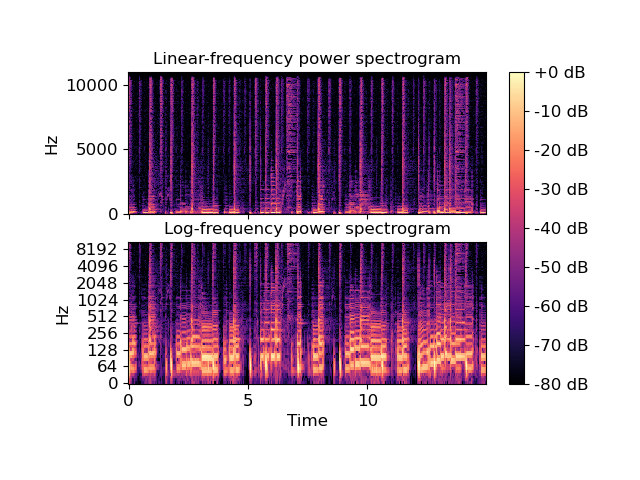 Linear-frequency power spectrogram
10000
5000
0
Hz
Log-frequency power spectrogram
8192
4096
2048
1024
512
256
128
64
0
Hz
0
5
10
Time
+0 dB
-10 dB
-20 dB
-30 dB
-40 dB
-50 dB
-60 dB
-70 dB
-80 dB